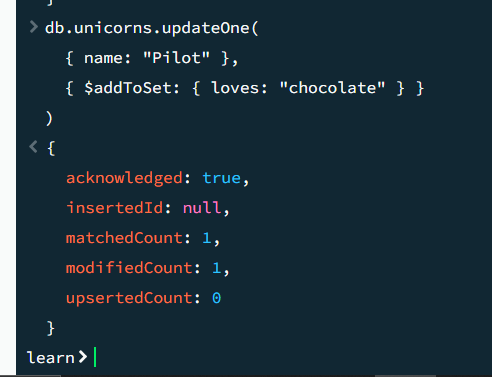 }
> db.unicorns.updateOne(
{ name: "Pilot" },
{ $addToSet: { loves: "chocolate" } }
)
< {
acknowledged: true,
insertedId: null,
matchedCount: 1,
modifiedCount: 1,
upsertedCount: 0
}
learn>